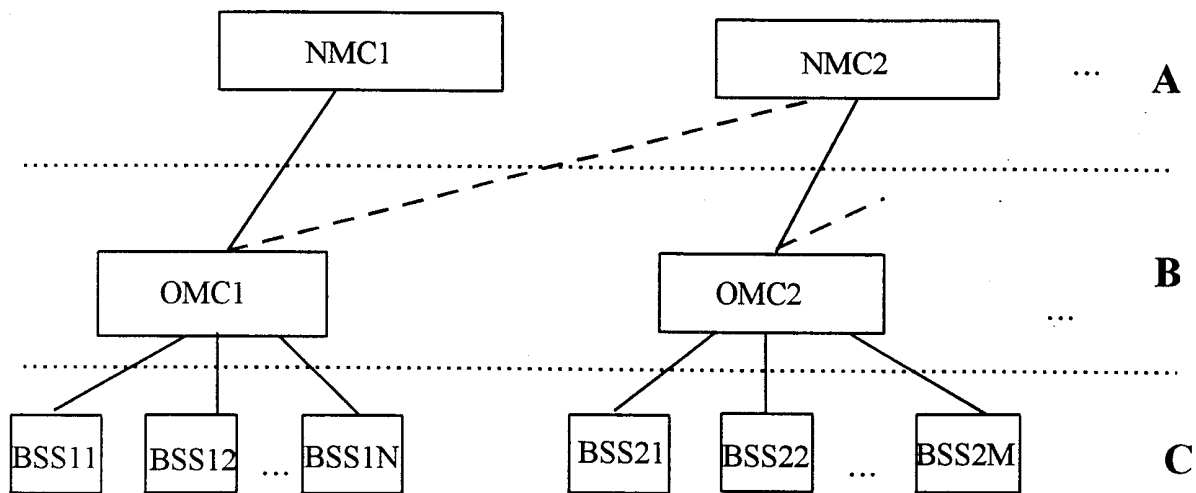 NMC1
NMC2
...
A
OMC1
OMC2
...
B
BSS11
BSS12
...
BSS1N
BSS21
BSS22
...
BSS2M
C